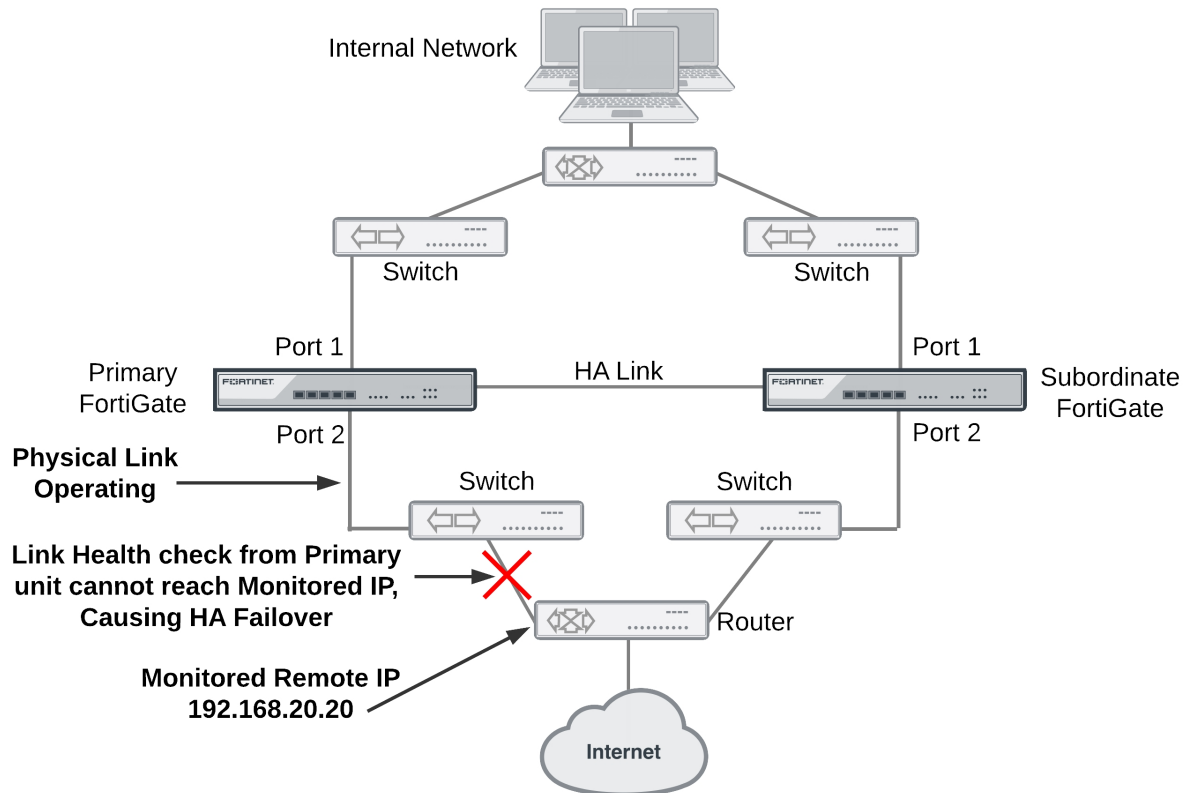 Internal Network
Switch
Switch
Port 1
Port 1
Primary
FortiGate
FORTINET
HA Link
FORTINET
Subordinate
FortiGate
Port 2
Port 2
Physical Link
Operating
Switch
Switch
Link Health check from Primary
unit cannot reach Monitored IP,
Causing HA Failover
Router
Monitored Remote IP
192.168.20.20
Internet